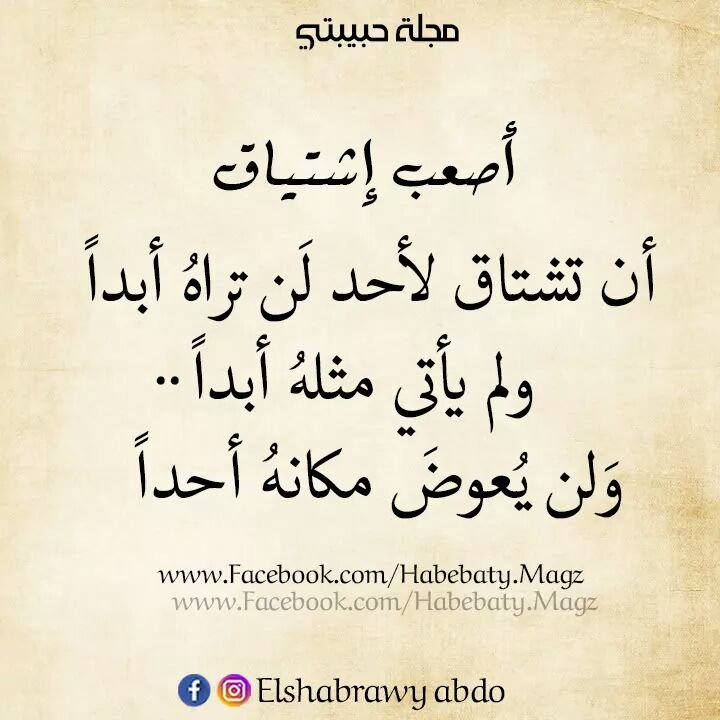 مجلة حبيبتي
أصعب إشتياق
أن تشتاق لأحد لَن تراهُ أبداً
ولم يأتي مثلهُ أبداً ..
وَلن يُعوضَ مكانهُ أحداً
www.Facebook.com/Habebaty.Magz
www.Facebook.com/Habebaty.Magz
Elshabrawy abdo